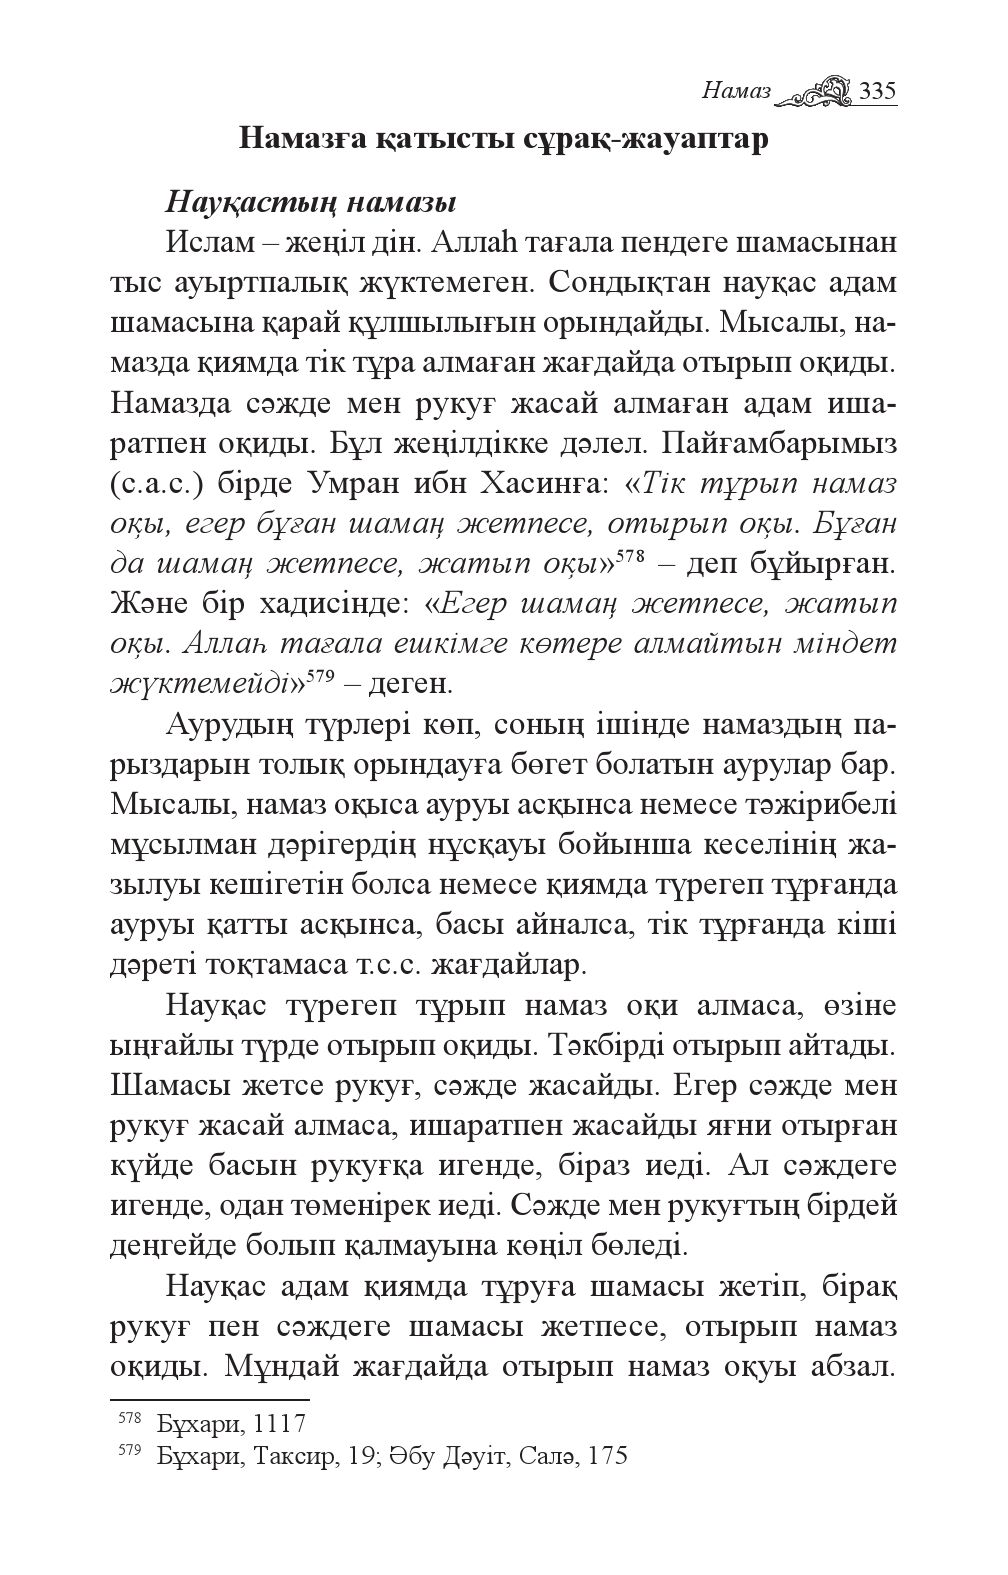 Намаз 335
Намазға қатысты сұрақ-жауаптар
Науқастың намазы
Ислам – жеңіл дін. Аллаһ тағала пендеге шамасынан
тыс ауыртпалық жүктемеген. Сондықтан науқас адам
шамасына қарай құлшылығын орындайды. Мысалы, на-
мазда қиямда тік тұра алмаған жағдайда отырып оқиды.
Намазда сәжде мен рукуғ жасай алмаған адам иша-
ратпен оқиды. Бұл жеңілдікке дәлел. Пайғамбарымыз
(с.а.с.) бірде Умран ибн Хасинға: «Тік тұрып намаз
оқы, егер бұған шамаң жетпесе, отырып оқы. Бұған
да шамаң жетпесе, жатып оқы»578 – деп бұйырған.
Және бір хадисінде: «Егер шамаң жетпесе, жатып
оқы. Аллаһ тағала ешкімге көтере алмайтын міндет
жүктемейді»579 – деген.
Аурудың түрлері көп, соның ішінде намаздың па-
рыздарын толық орындауға бөгет болатын аурулар бар.
Мысалы, намаз оқыса ауруы асқынса немесе тәжірибелі
мұсылман дәрігердің нұсқауы бойынша кеселінің жа-
зылуы кешігетін болса немесе қиямда түрегеп тұрғанда
ауруы қатты асқынса, басы айналса, тік тұрғанда кіші
дәреті тоқтамаса т.с.с. жағдайлар.
Науқас түрегеп тұрып намаз оқи алмаса, өзіне
ыңғайлы түрде отырып оқиды. Тәкбірді отырып айтады.
Шамасы жетсе рукуғ, сәжде жасайды. Егер сәжде мен
рукуғ жасай алмаса, ишаратпен жасайды яғни отырған
күйде басын рукуғқа игенде, біраз иеді. Ал сәждеге
игенде, одан төменірек иеді. Сәжде мен рукуғтың бірдей
деңгейде болып қалмауына көңіл бөледі.
Науқас адам қиямда тұруға шамасы жетіп, бірақ
рукуғ пен сәждеге шамасы жетпесе, отырып намаз
оқиды. Мұндай жағдайда отырып намаз оқуы абзал.
578 Бұхари, 1117
579 Бұхари, Таксир, 19; Әбу Дәуіт, Салә, 175